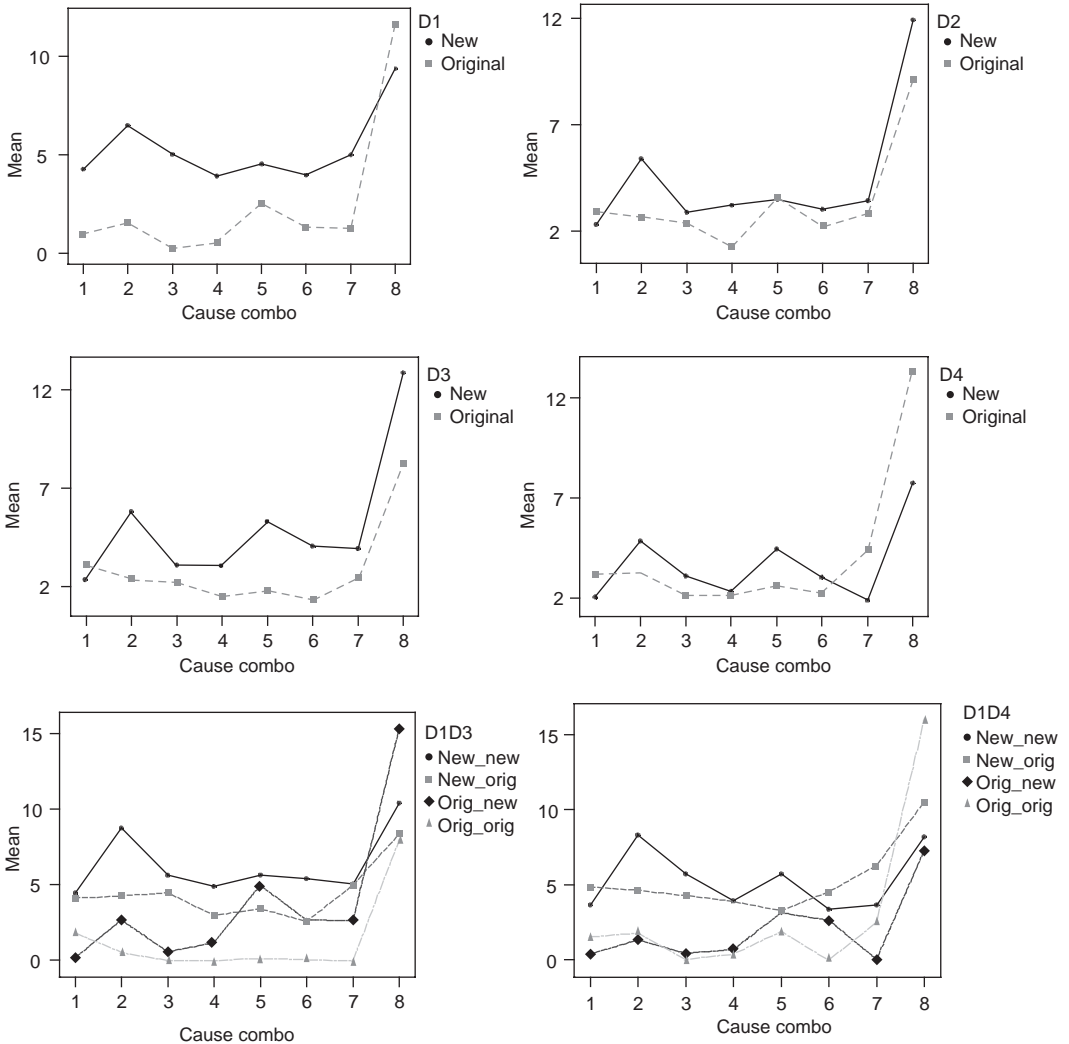 D1
New
Original
10
5
0
Mean
1 2 3 4 5 6 7 8
Cause combo
D2
New
Original
12
7
2
Mean
1 2 3 4 5 6 7 8
Cause combo
D3
New
Original
12
7
2
Mean
1 2 3 4 5 6 7 8
Cause combo
D4
New
Original
12
7
2
Mean
1 2 3 4 5 6 7 8
Cause combo
D1D3
New_new
New_orig
Orig_new
Orig_orig
15
10
5
0
Mean
1 2 3 4 5 6 7 8
Cause combo
D1D4
New_new
New_orig
Orig_new
Orig_orig
15
10
5
0
Mean
1 2 3 4 5 6 7 8
Cause combo